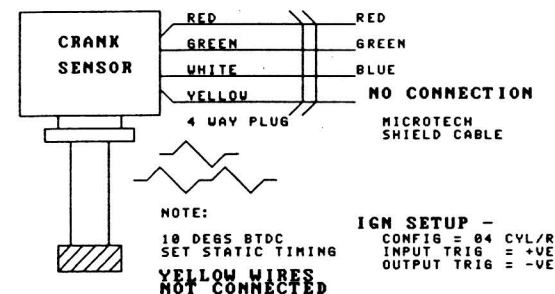 RED RED
CRANK SENSOR
GREEN GREEN
WHITE BLUE
YELLOW NO CONNECTION
4 WAY PLUG MICROTECH
SHIELD CABLE
NOTE:
10 DEGS BTDC
SET STATIC TIMING
YELLOW WIRES
NOT CONNECTED
IGN SETUP -
CONFIG = 04 CYL/R
INPUT TRIG = +VE
OUTPUT TRIG = -VE